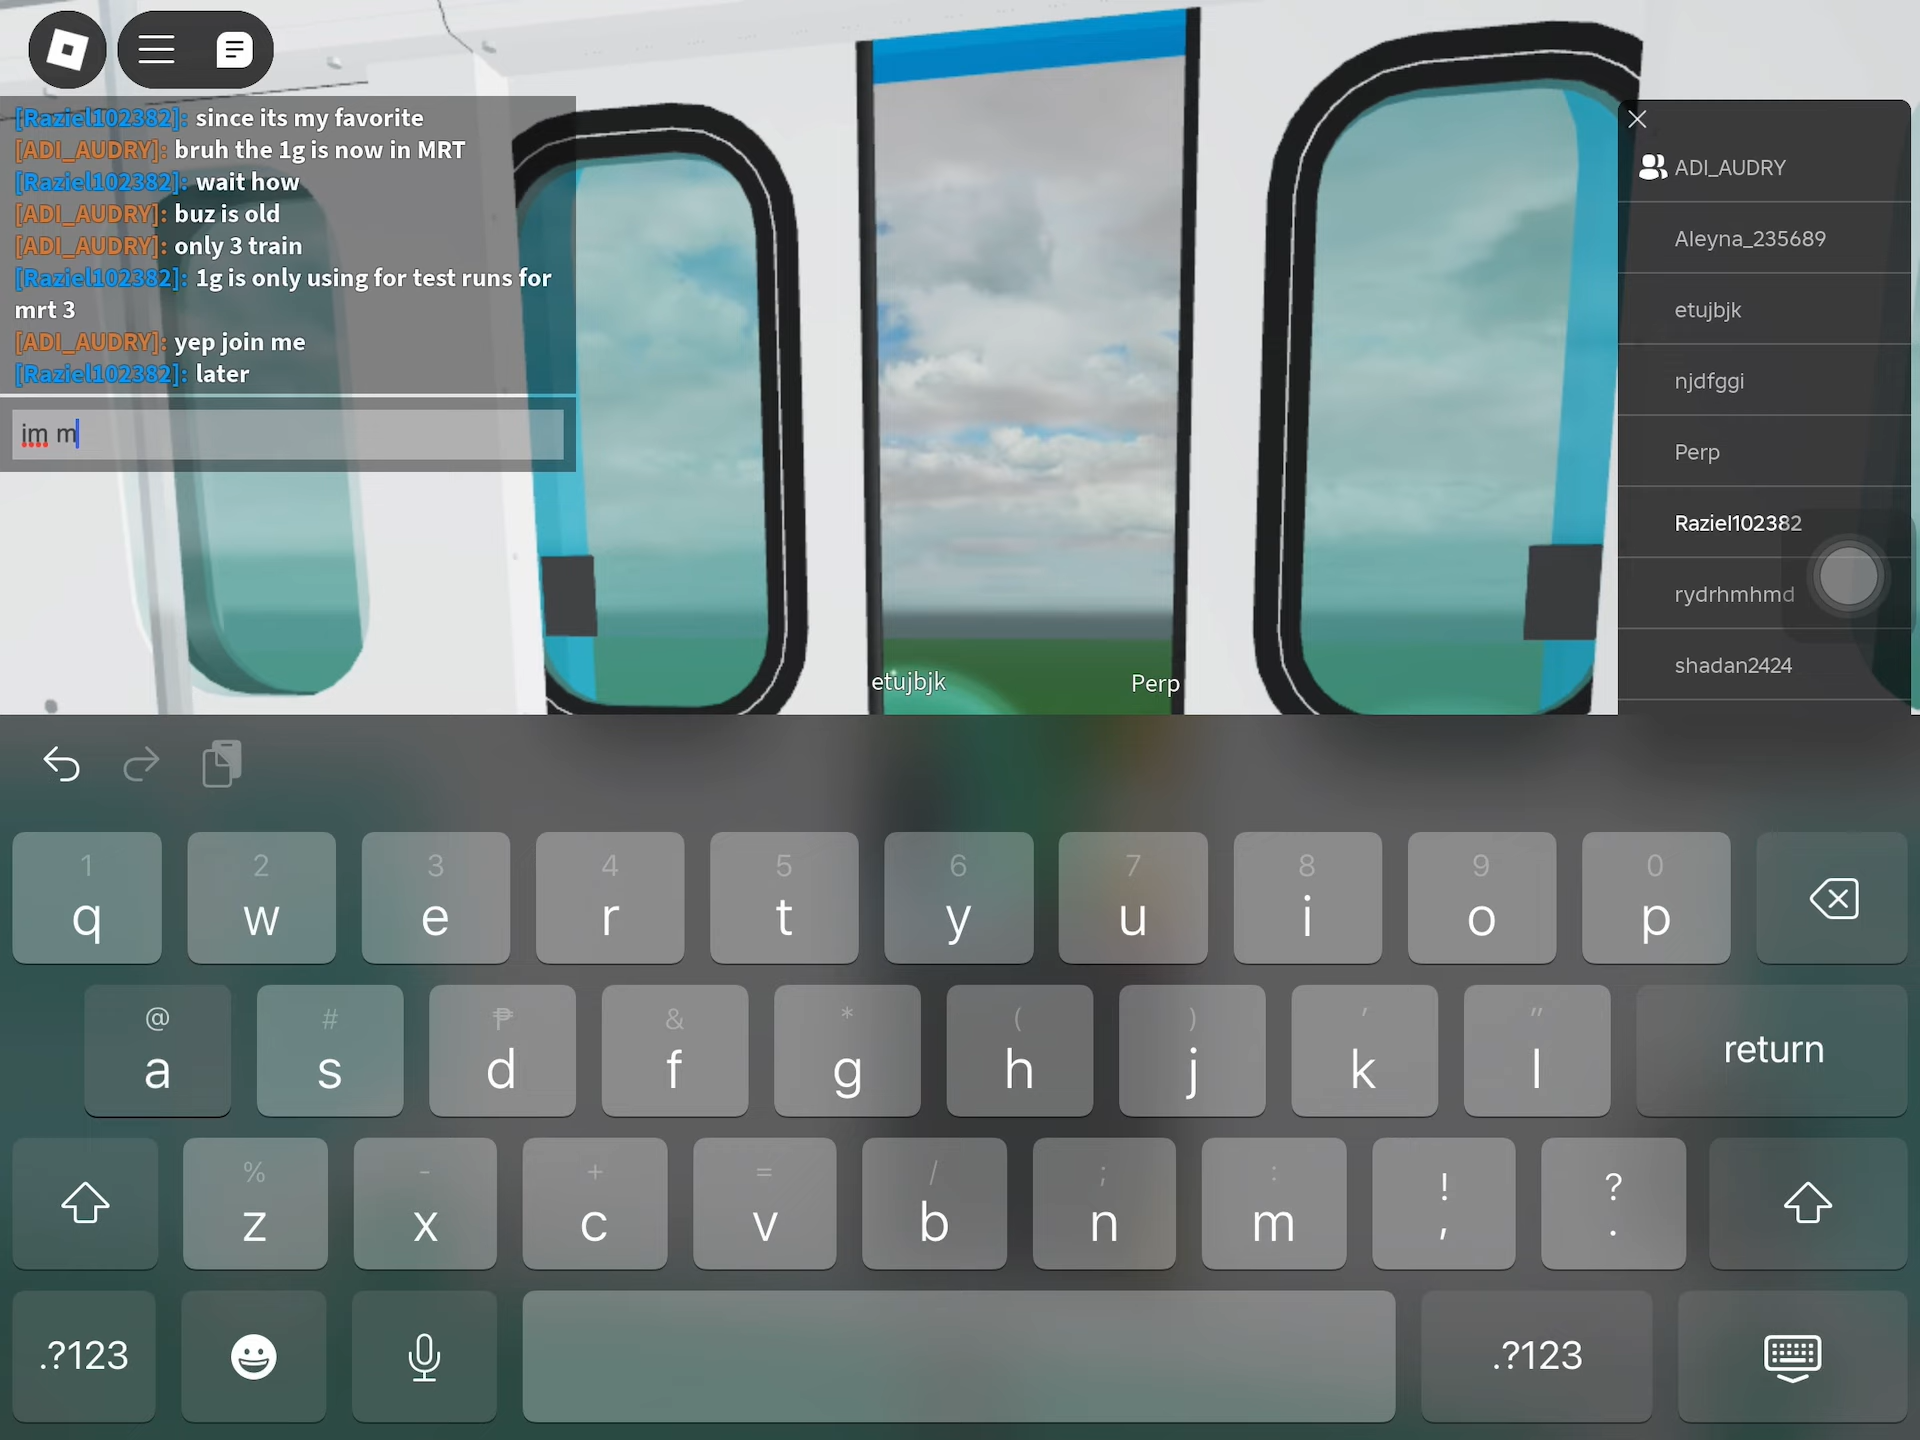 [Raziel102382]: since its my favorite
[ADI_AUDRY]: bruh the 1g is now in MRT
[Raziel102382]: wait how
[ADI_AUDRY]: buz is old
[ADI_AUDRY]: only 3 train
[Raziel102382]: 1g is only using for test runs for
mrt 3
[ADI_AUDRY]: yep join me
[Raziel102382]: later
im m
ADI_AUDRY
Aleyna_235689
etujbjk
njdfggi
Perp
Raziel102382
rydrhmhmd
shadan2424
etujbjk
Perp
1 2 3 4 5 6 7 8 9 0
q w e r t y u i o p
@ # ₱ & * ( ) ' "
a s d f g h j k l return
% - + = / ; : ! ?
z x c v b n m , .
.?123 .?123